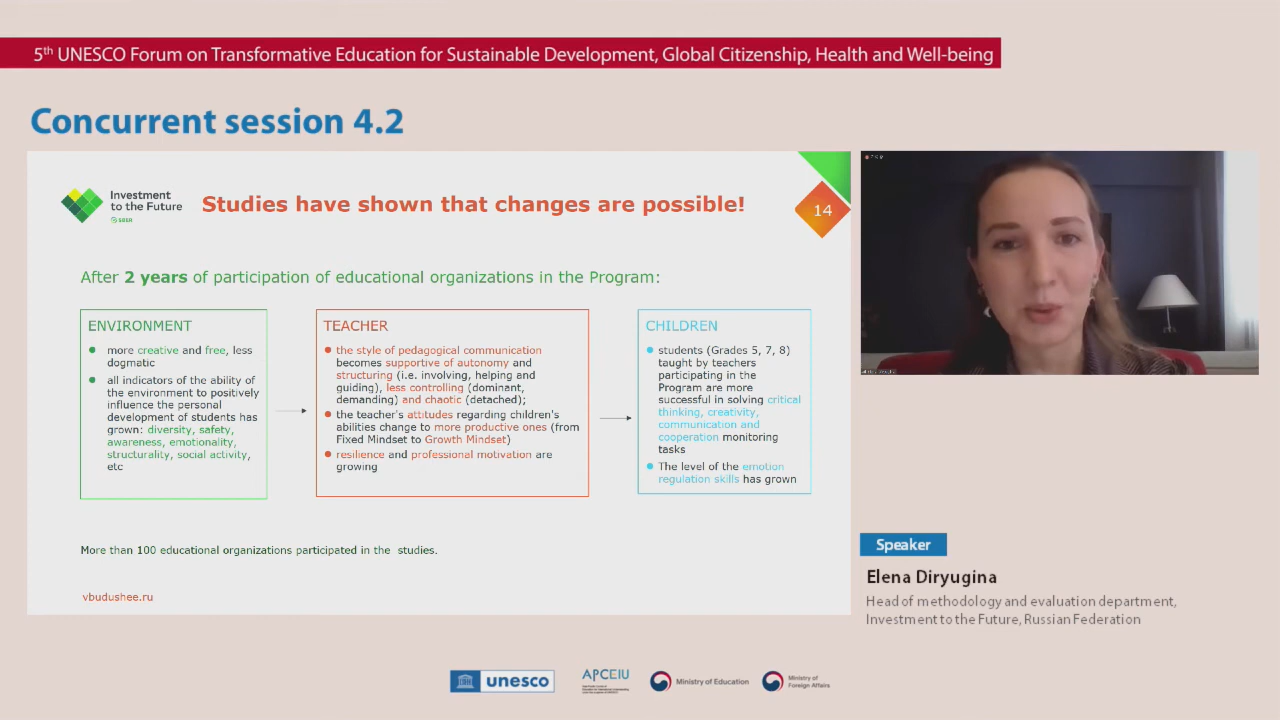 5th UNESCO Forum on Transformative Education for Sustainable Development, Global Citizenship, Health and Well-being
Concurrent session 4.2
Investment
to the Future
SBER
Studies have shown that changes are possible!
14
After 2 years of participation of educational organizations in the Program:
ENVIRONMENT
more creative and free, less
dogmatic
all indicators of the ability of
the environment to positively
influence the personal
development of students has
grown: diversity, safety,
awareness, emotionality,
structurality, social activity,
etc
TEACHER
the style of pedagogical communication
becomes supportive of autonomy and
structuring (i.e. involving, helping and
guiding), less controlling (dominant,
demanding) and chaotic (detached);
the teacher's attitudes regarding children's
abilities change to more productive ones (from
Fixed Mindset to Growth Mindset)
resilience and professional motivation are
growing
CHILDREN
students (Grades 5, 7, 8)
taught by teachers
participating in the
Program are more
successful in solving critical
thinking, creativity,
communication and
cooperation monitoring
tasks
The level of the emotion
regulation skills has grown
More than 100 educational organizations participated in the studies.
vbudushee.ru
Speaker
Elena Diryugina
Head of methodology and evaluation department,
Investment to the Future, Russian Federation
unesco
APCEIU
Ministry of Education
Ministry of
Foreign Affairs